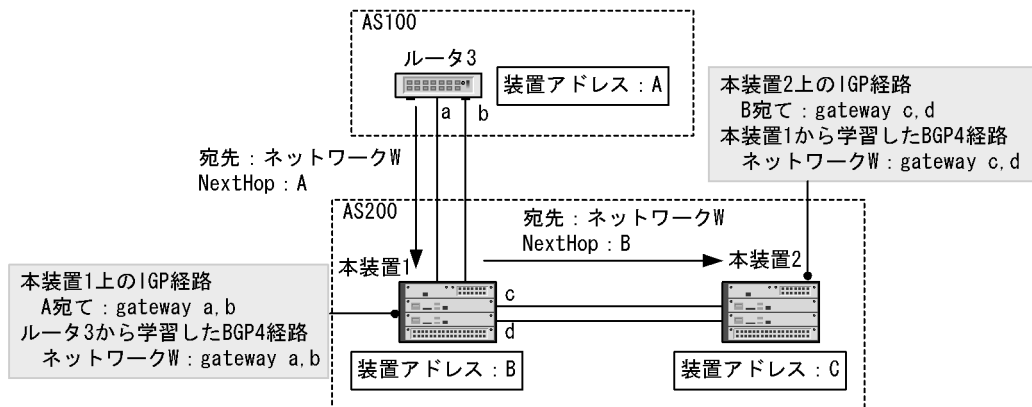 AS100
ルータ3
装置アドレス：A
a
b
宛先：ネットワークW
NextHop：A
本装置2上のIGP経路
B宛て：gateway c,d
本装置1から学習したBGP4経路
ネットワークW：gateway c,d
AS200
宛先：ネットワークW
NextHop：B
本装置1
本装置2
本装置1上のIGP経路
A宛て：gateway a,b
ルータ3から学習したBGP4経路
ネットワークW：gateway a,b
c
d
装置アドレス：B
装置アドレス：C